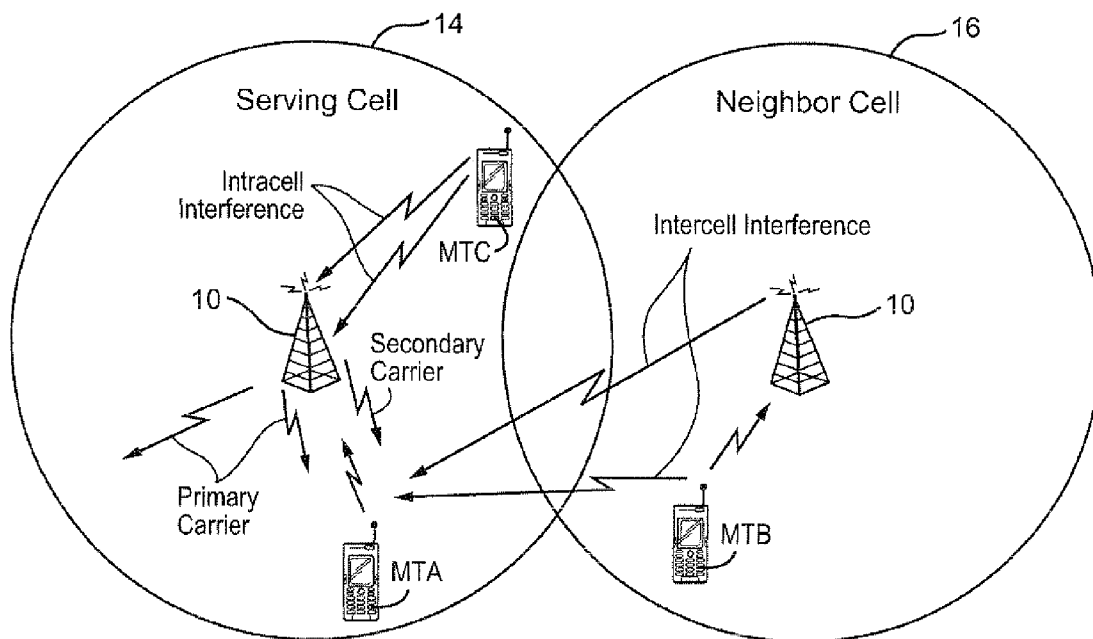 14
16
Serving Cell
Neighbor Cell
Intracell
Interference
MTC
Intercell Interference
10
10
Secondary
Carrier
Primary
Carrier
MTA
MTB